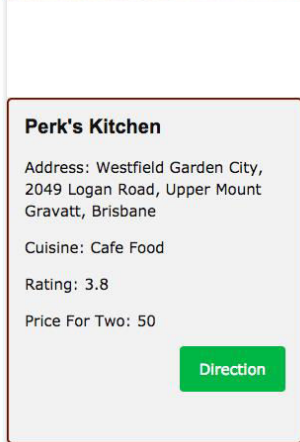 Perk's Kitchen
Address: Westfield Garden City,
2049 Logan Road, Upper Mount
Gravatt, Brisbane
Cuisine: Cafe Food
Rating: 3.8
Price For Two: 50
Direction